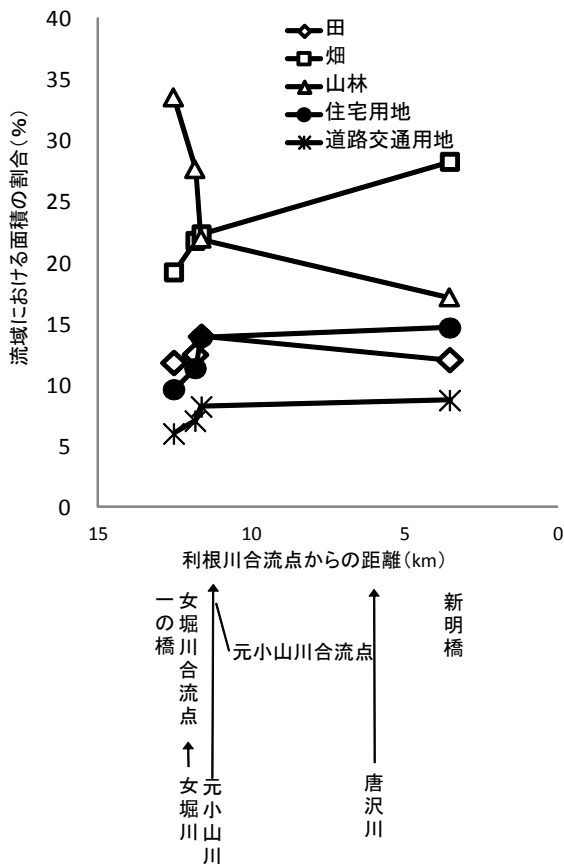 40
35
30
25
20
15
10
5
0
流域における面積の割合(%)
田
畑
山林
住宅用地
道路交通用地
15
10
5
0
利根川合流点からの距離(km)
一の橋
女堀川合流点
元小山川合流点
新明橋
女堀川
元小山川
唐沢川